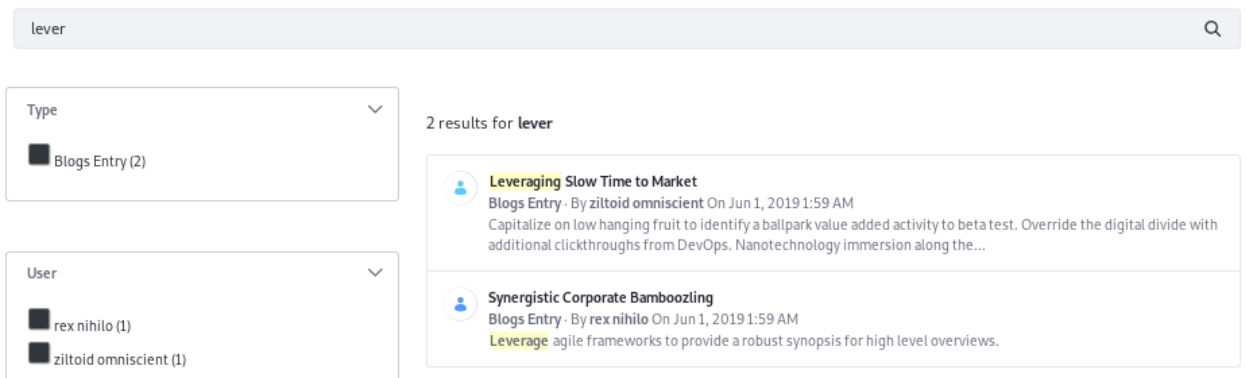 lever
Type
Blogs Entry (2)
User
rex nihilo (1)
ziltoid omniscient (1)
2 results for lever
Leveraging Slow Time to Market
Blogs Entry · By ziltoid omniscient On Jun 1, 2019 1:59 AM
Capitalize on low hanging fruit to identify a ballpark value added activity to beta test. Override the digital divide with
additional clickthroughs from DevOps. Nanotechnology immersion along the...
Synergistic Corporate Bamboozling
Blogs Entry · By rex nihilo On Jun 1, 2019 1:59 AM
Leverage agile frameworks to provide a robust synopsis for high level overviews.